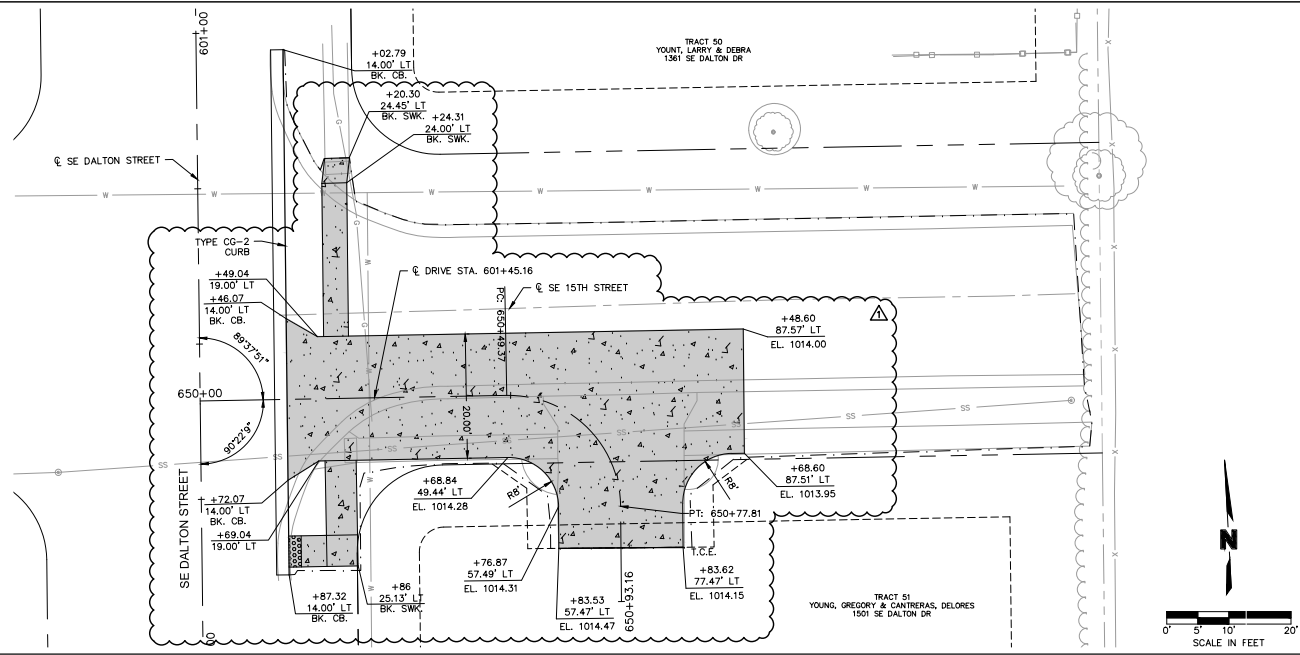 601+00
+02.79
14.00' LT
BK. CB.
TRACT 50
YOUNT, LARRY & DEBRA
1361 SE DALTON DR
+20.30
24.45' LT
BK. SWK.
+24.31
24.00' LT
BK. SWK.
G
℄ SE DALTON STREET
W W W W W W W W
X
TYPE CG-2
CURB
G
W
X
+49.04
19.00' LT
+46.07
14.00' LT
BK. CB.
℄ DRIVE STA. 601+45.16
℄ SE 15TH STREET
PC: 650+49.37
1
+48.60
87.57' LT
EL. 1014.00
G
X
89°37'51"
650+00
20.00'
90°22'9"
SS SS SS SS SS SS
SE DALTON STREET
+72.07
14.00' LT
BK. CB.
+69.04
19.00' LT
W
+68.84
49.44' LT
EL. 1014.28
R8'
R8'
+68.60
87.51' LT
EL. 1013.95
PT: 650+77.81
T.C.E.
+76.87
57.49' LT
EL. 1014.31
+83.62
77.47' LT
EL. 1014.15
+87.32
14.00' LT
BK. CB.
+86
25.13' LT
BK. SWK.
+83.53
57.47' LT
EL. 1014.47
650+93.16
TRACT 51
YOUNG, GREGORY & CANTRERAS, DELORES
1501 SE DALTON DR
X
N
0' 5' 10' 20'
SCALE IN FEET